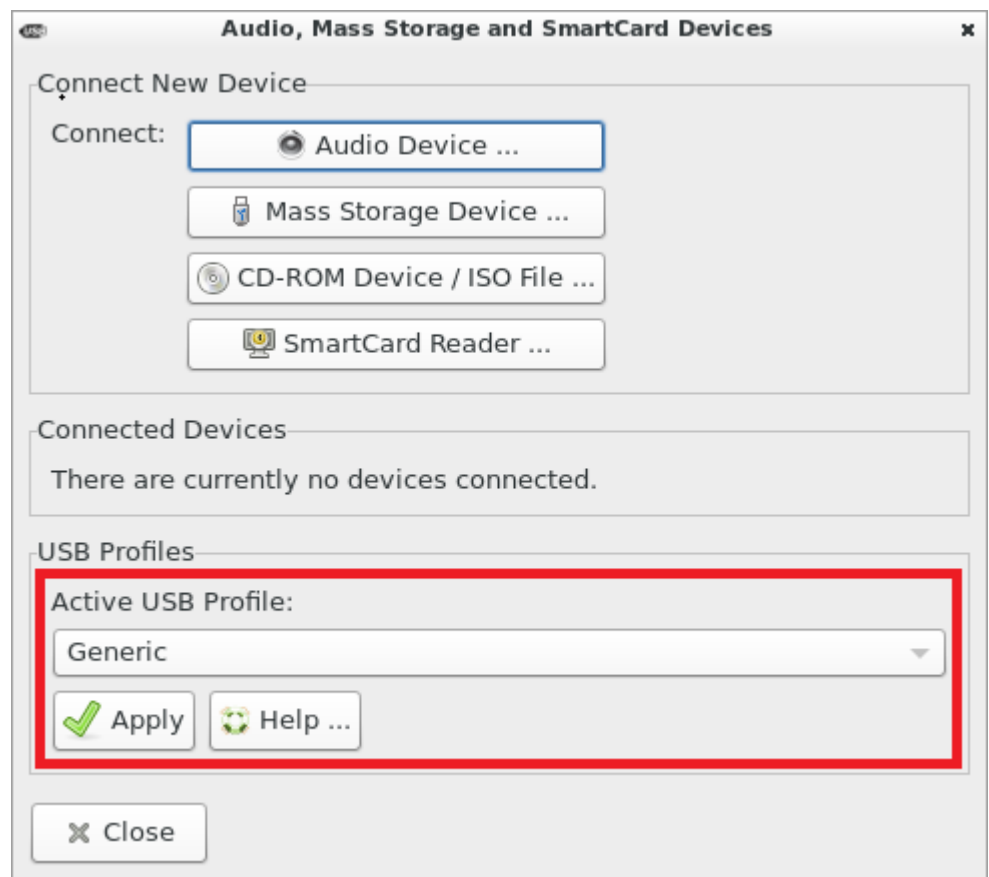 Audio, Mass Storage and SmartCard Devices
Connect New Device
Connect:
Audio Device ...
Mass Storage Device ...
CD-ROM Device / ISO File ...
SmartCard Reader ...
Connected Devices
There are currently no devices connected.
USB Profiles
Active USB Profile:
Generic
Apply Help ...
Close